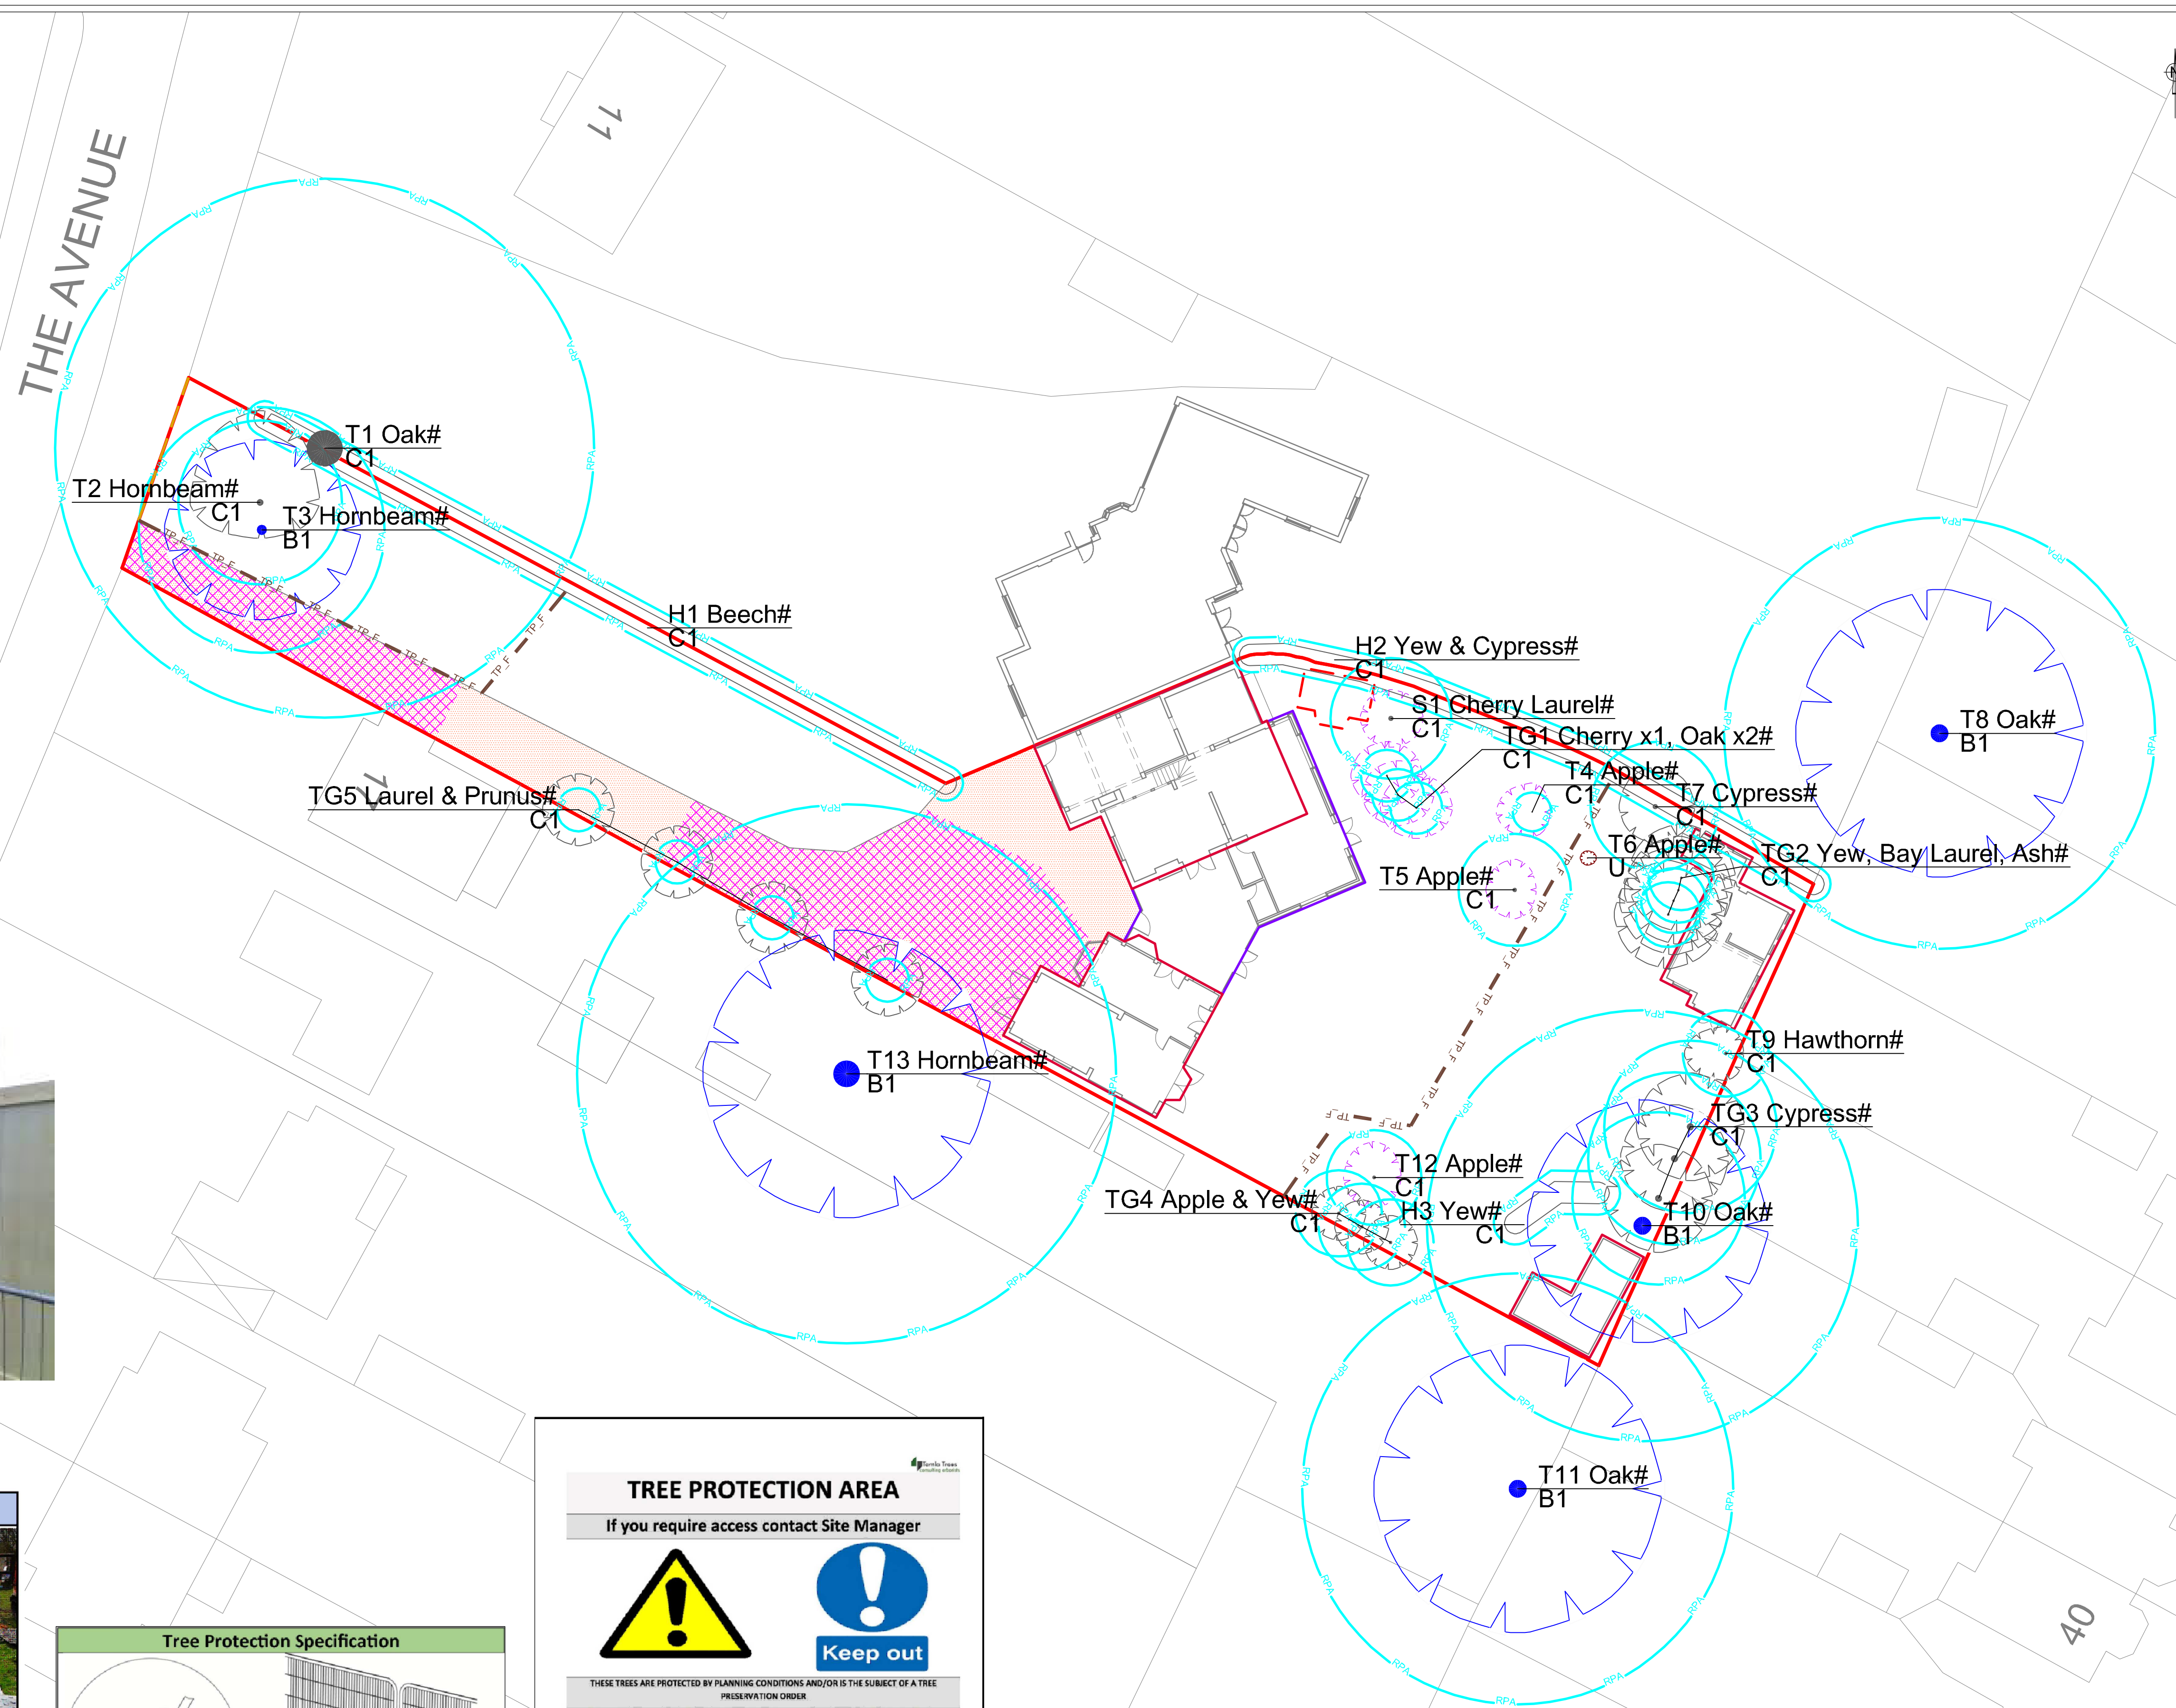 THE AVENUE
11
T1 Oak#
C1
T2 Hornbeam#
C1
T3 Hornbeam#
B1
H1 Beech#
C1
H2 Yew & Cypress#
C1
S1 Cherry Laurel#
C1
TG1 Cherry x1, Oak x2#
C1
T8 Oak#
B1
T4 Apple#
C1
T7 Cypress#
C1
17
TG5 Laurel & Prunus#
C1
T6 Apple#
U
TG2 Yew, Bay Laurel, Ash#
C1
T5 Apple#
C1
T9 Hawthorn#
C1
T13 Hornbeam#
B1
TG3 Cypress#
C1
T12 Apple#
C1
TG4 Apple & Yew#
C1
H3 Yew#
C1
T10 Oak#
B1
T11 Oak#
B1
40
RPA
TP_F
Tree Protection Specification
TREE PROTECTION AREA
If you require access contact Site Manager
Keep out
THESE TREES ARE PROTECTED BY PLANNING CONDITIONS AND/OR IS THE SUBJECT OF A TREE
PRESERVATION ORDER